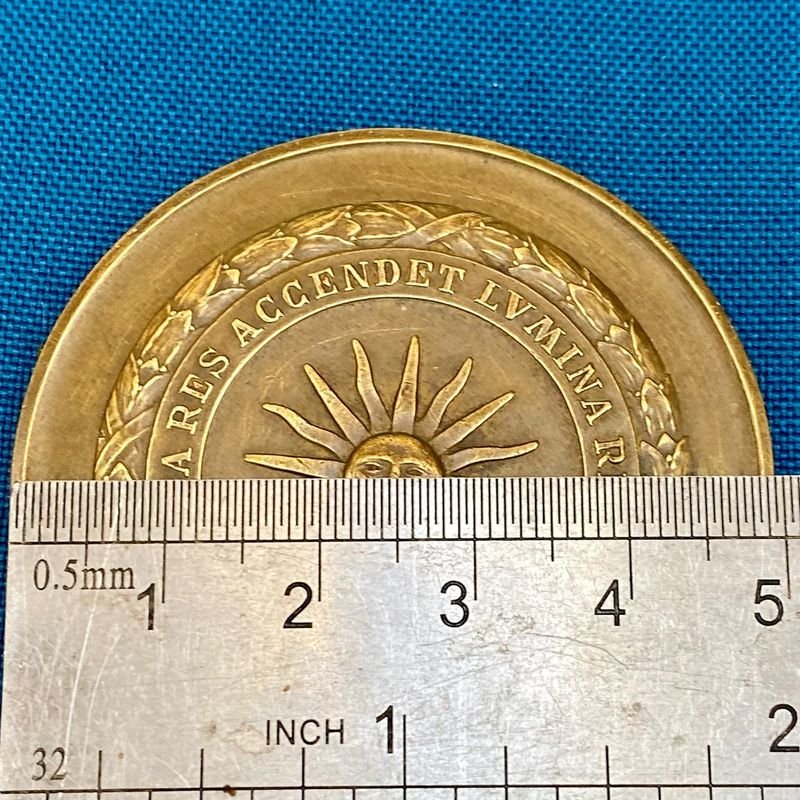 A RES ACCENDET LVMINA R
0.5mm 1 2 3 4 5
INCH 1 2
32